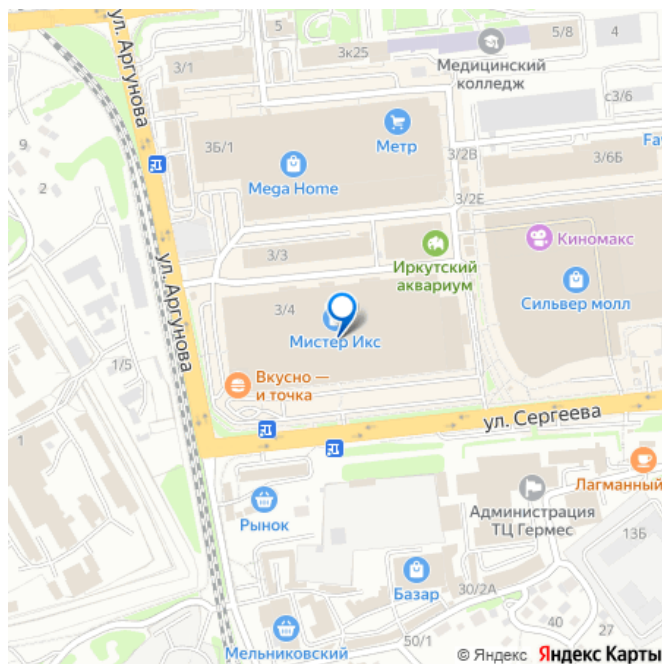 ул. Аргунова
5
5/8
4
3к25
Медицинский
колледж
3/1
с3/6
9
3Б/1
Метр
3/2В
Fav
3/6Б
2
Mega Home
3/2Е
Киномакс
3/3
Иркутский
аквариум
ул. Аргунова
Сильвер молл
3/4
Мистер Икс
1/5
Вкусно —
и точка
ул. Сергеева
1
Лагманный
Рынок
Администрация
ТЦ Гермес
13Б
Базар
30/2А
40
27
Мельниковский
50/1
© Яндекс Яндекс Карты